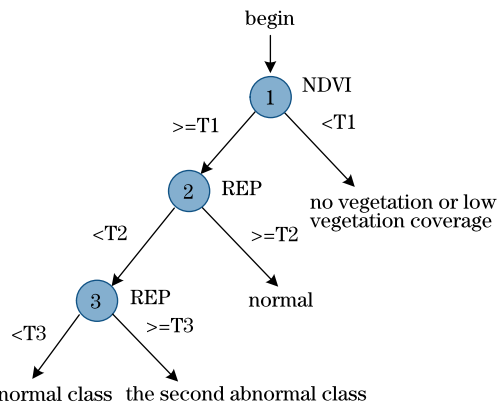 begin
1 NDVI
>=T1 <T1
2 REP
no vegetation or low
vegetation coverage
<T2 >=T2
3 REP
normal
<T3 >=T3
normal class the second abnormal class